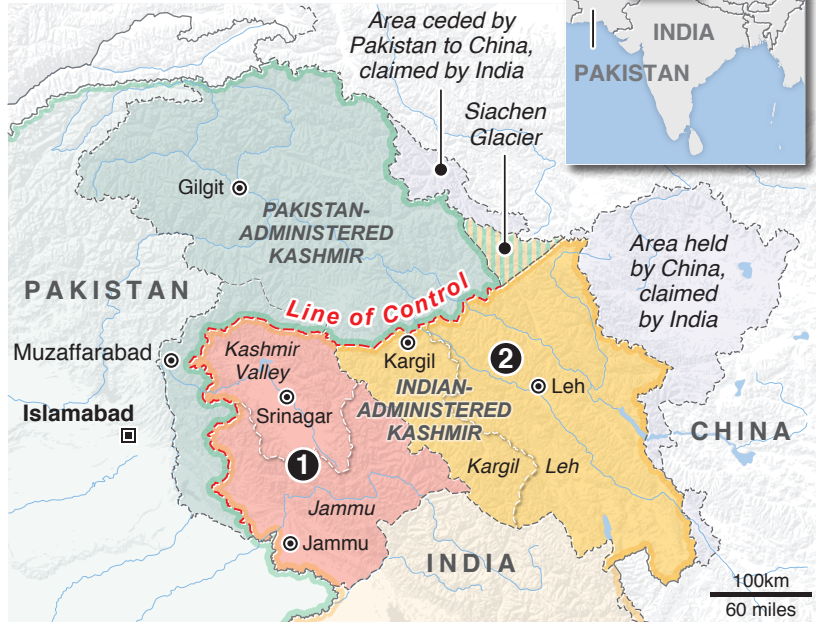 Area ceded by
Pakistan to China,
claimed by India
INDIA
PAKISTAN
Siachen
Glacier
Gilgit
PAKISTAN-
ADMINISTERED
KASHMIR
Area held
by China,
claimed
by India
PAKISTAN
Line of Control
Muzaffarabad
Kashmir
Valley
Kargil
2
Leh
Srinagar
INDIAN-
ADMINISTERED
KASHMIR
Islamabad
CHINA
1
Kargil
Leh
Jammu
Jammu
INDIA
100km
60 miles